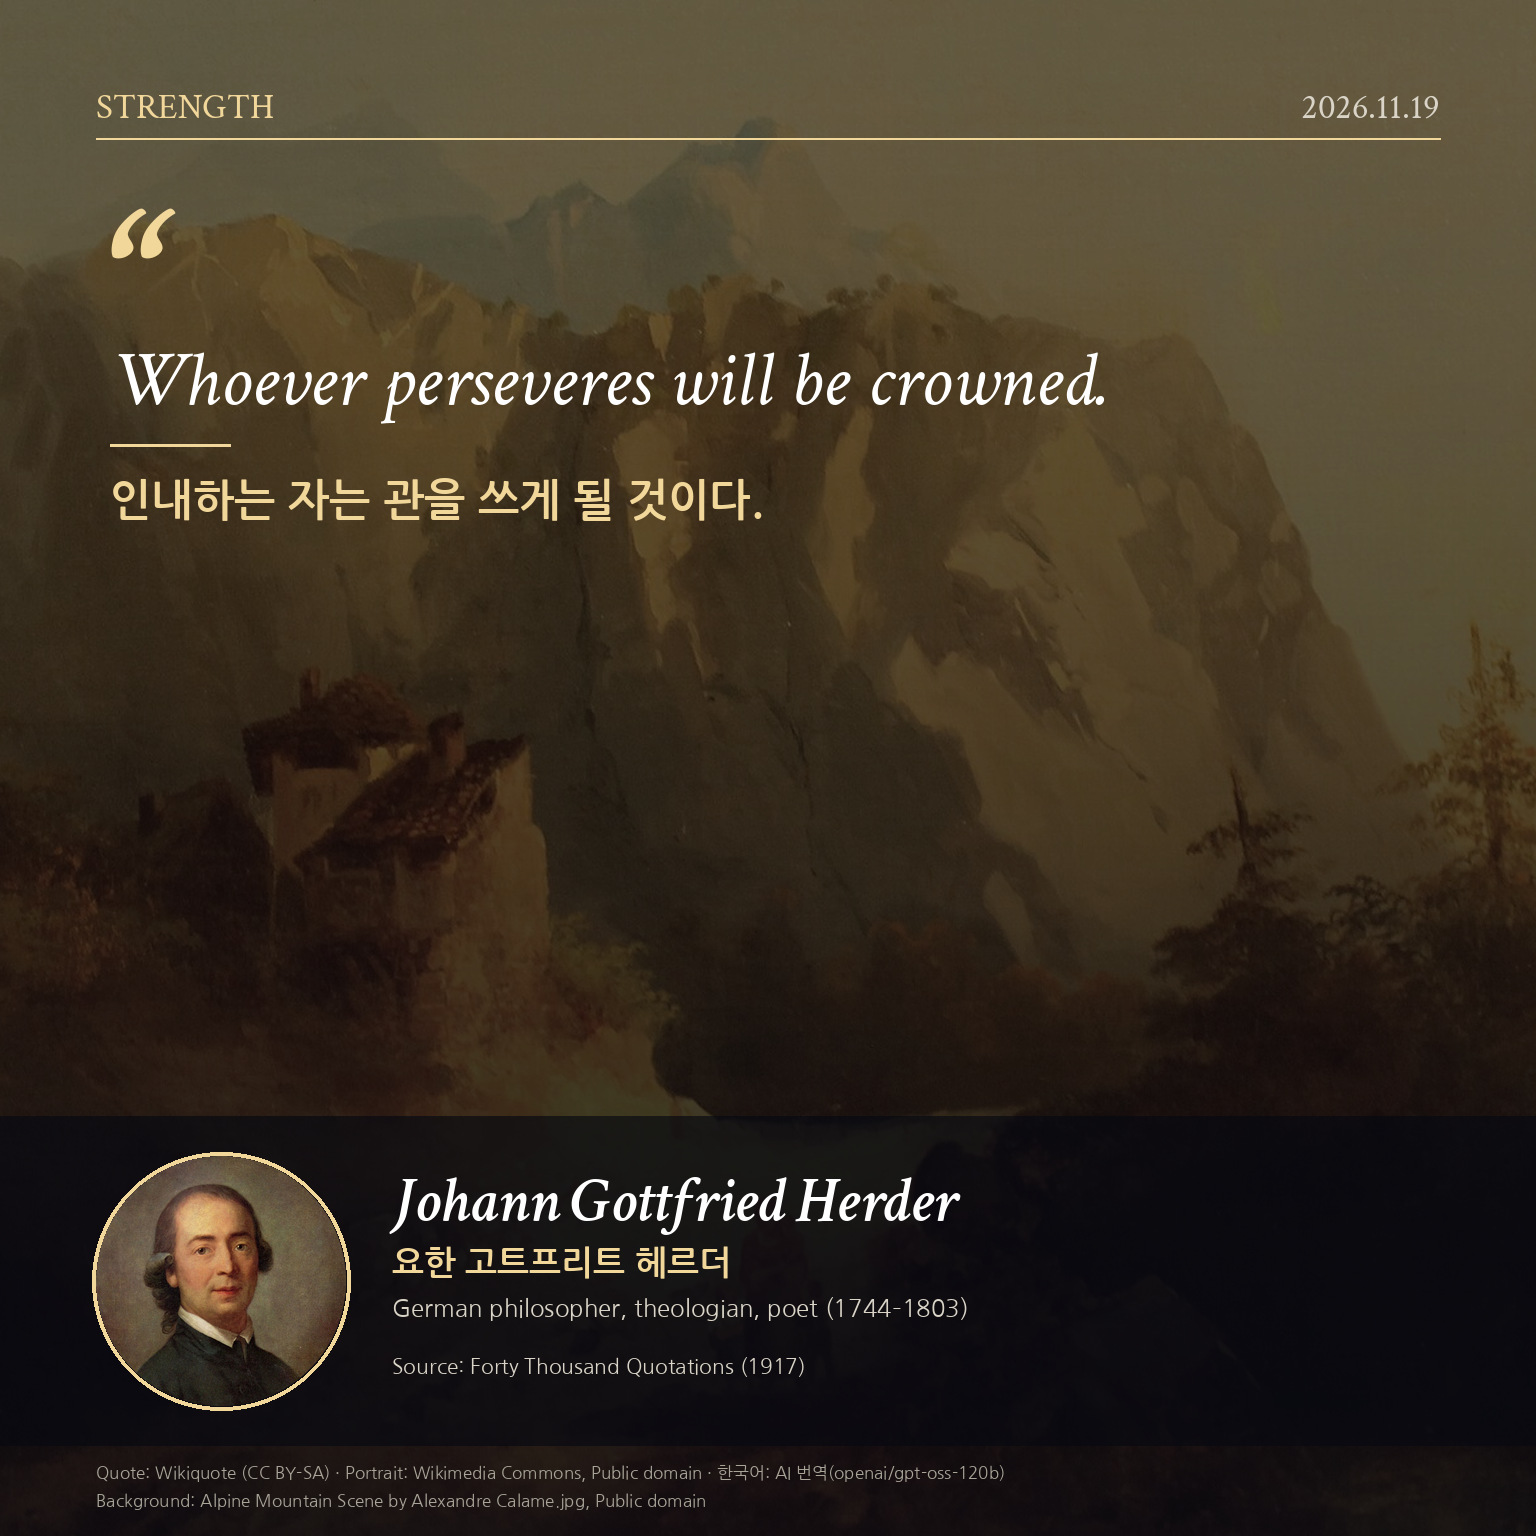 STRENGTH
2026.11.19
“
Whoever perseveres will be crowned.
인내하는 자는 관을 쓰게 될 것이다.
Johann Gottfried Herder
요한 고트프리트 헤르더
German philosopher, theologian, poet (1744-1803)
Source: Forty Thousand Quotations (1917)
Quote: Wikiquote (CC BY-SA) · Portrait: Wikimedia Commons, Public domain · 한국어: AI 번역(openai/gpt-oss-120b)
Background: Alpine Mountain Scene by Alexandre Calame.jpg, Public domain